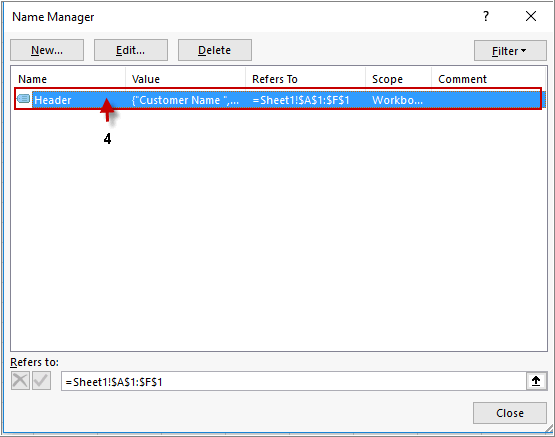 Name Manager ?
New... Edit... Delete Filter
Name Value Refers To Scope Comment
Header {"Customer Name ",... =Sheet1!$A$1:$F$1 Workbo...
4
Refers to:
=Sheet1!$A$1:$F$1
Close